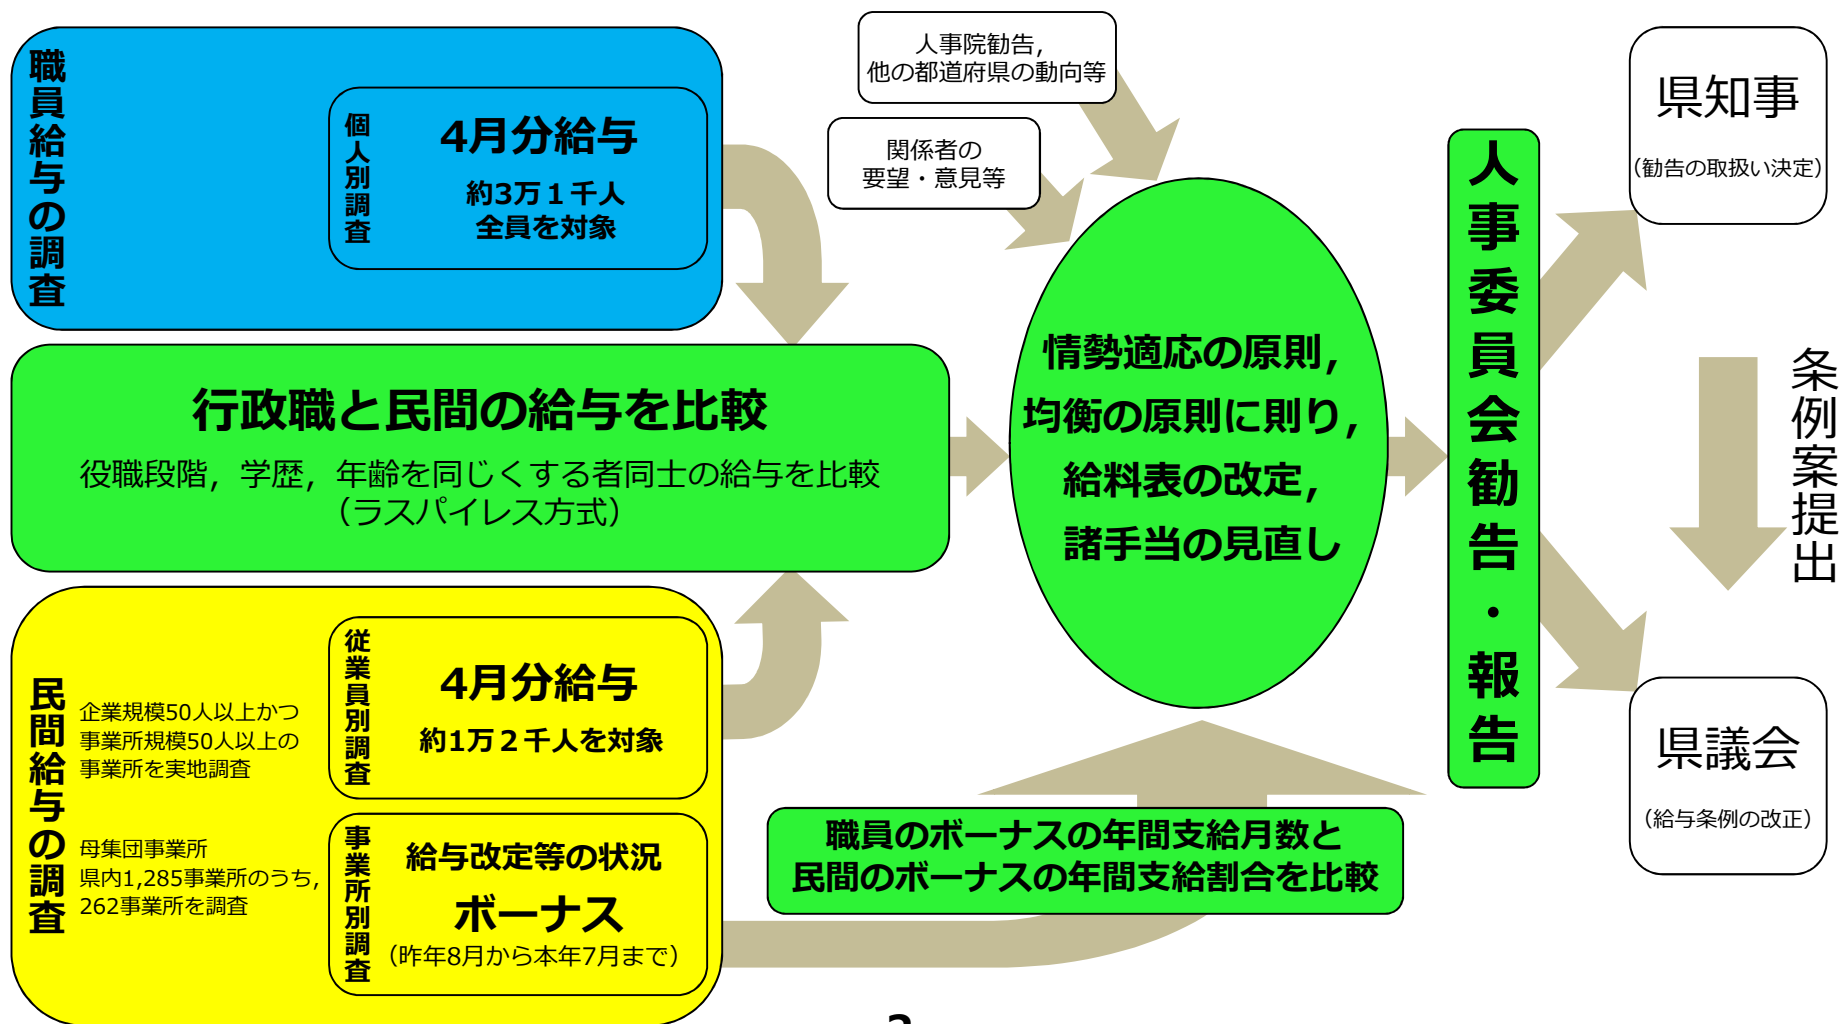 職員給与の調査
個人別調査
4月分給与
約3万１千人
全員を対象
人事院勧告，
他の都道府県の動向等
関係者の
要望・意見等
行政職と民間の給与を比較
役職段階，学歴，年齢を同じくする者同士の給与を比較
（ラスパイレス方式）
民間給与の調査
企業規模50人以上かつ
事業所規模50人以上の
事業所を実地調査
母集団事業所
県内1,285事業所のうち，
262事業所を調査
従業員別調査
4月分給与
約1万２千人を対象
事業所別調査
給与改定等の状況
ボーナス
（昨年8月から本年7月まで）
情勢適応の原則，
均衡の原則に則り，
給料表の改定，
諸手当の見直し
職員のボーナスの年間支給月数と
民間のボーナスの年間支給割合を比較
人事委員会勧告・報告
県知事
（勧告の取扱い決定）
条例案提出
県議会
（給与条例の改正）